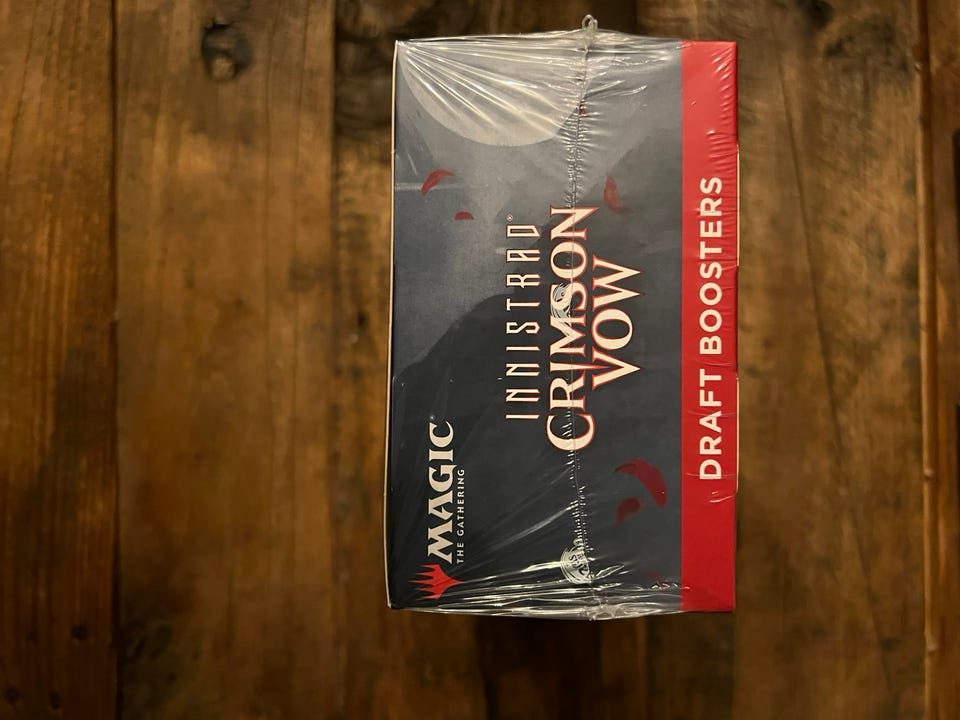 MAGIC
THE GATHERING
INNISTRAD®
CRIMSON
VOW
DRAFT BOOSTERS